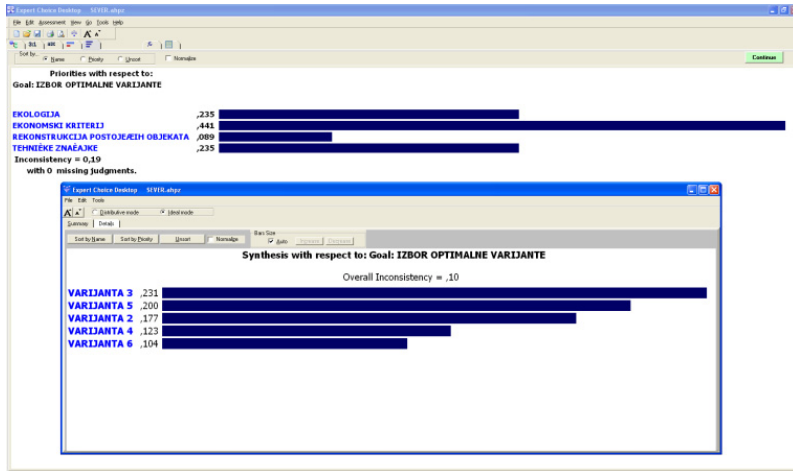 Expert Choice Desktop SEVER.ahpz
File Edit Assessment View Go Tools Help
3:1 ABC
Sort by... Name Priority Unsort Normalize Continue
Priorities with respect to:
Goal: IZBOR OPTIMALNE VARIJANTE
EKOLOGIJA ,235
EKONOMSKI KRITERIJ ,441
REKONSTRUKCIJA POSTOJEÆIH OBJEKATA ,089
TEHNIÈKE ZNAÈAJKE ,235
Inconsistency = 0,19
with 0 missing judgments.
Expert Choice Desktop SEVER.ahpz
File Edit Tools
Distributive mode Ideal mode
Summary Details
Sort by Name Sort by Priority Unsort Normalize Bars Size Auto Increase Decrease
Synthesis with respect to: Goal: IZBOR OPTIMALNE VARIJANTE
Overall Inconsistency = ,10
VARIJANTA 3 ,231
VARIJANTA 5 ,200
VARIJANTA 2 ,177
VARIJANTA 4 ,123
VARIJANTA 6 ,104